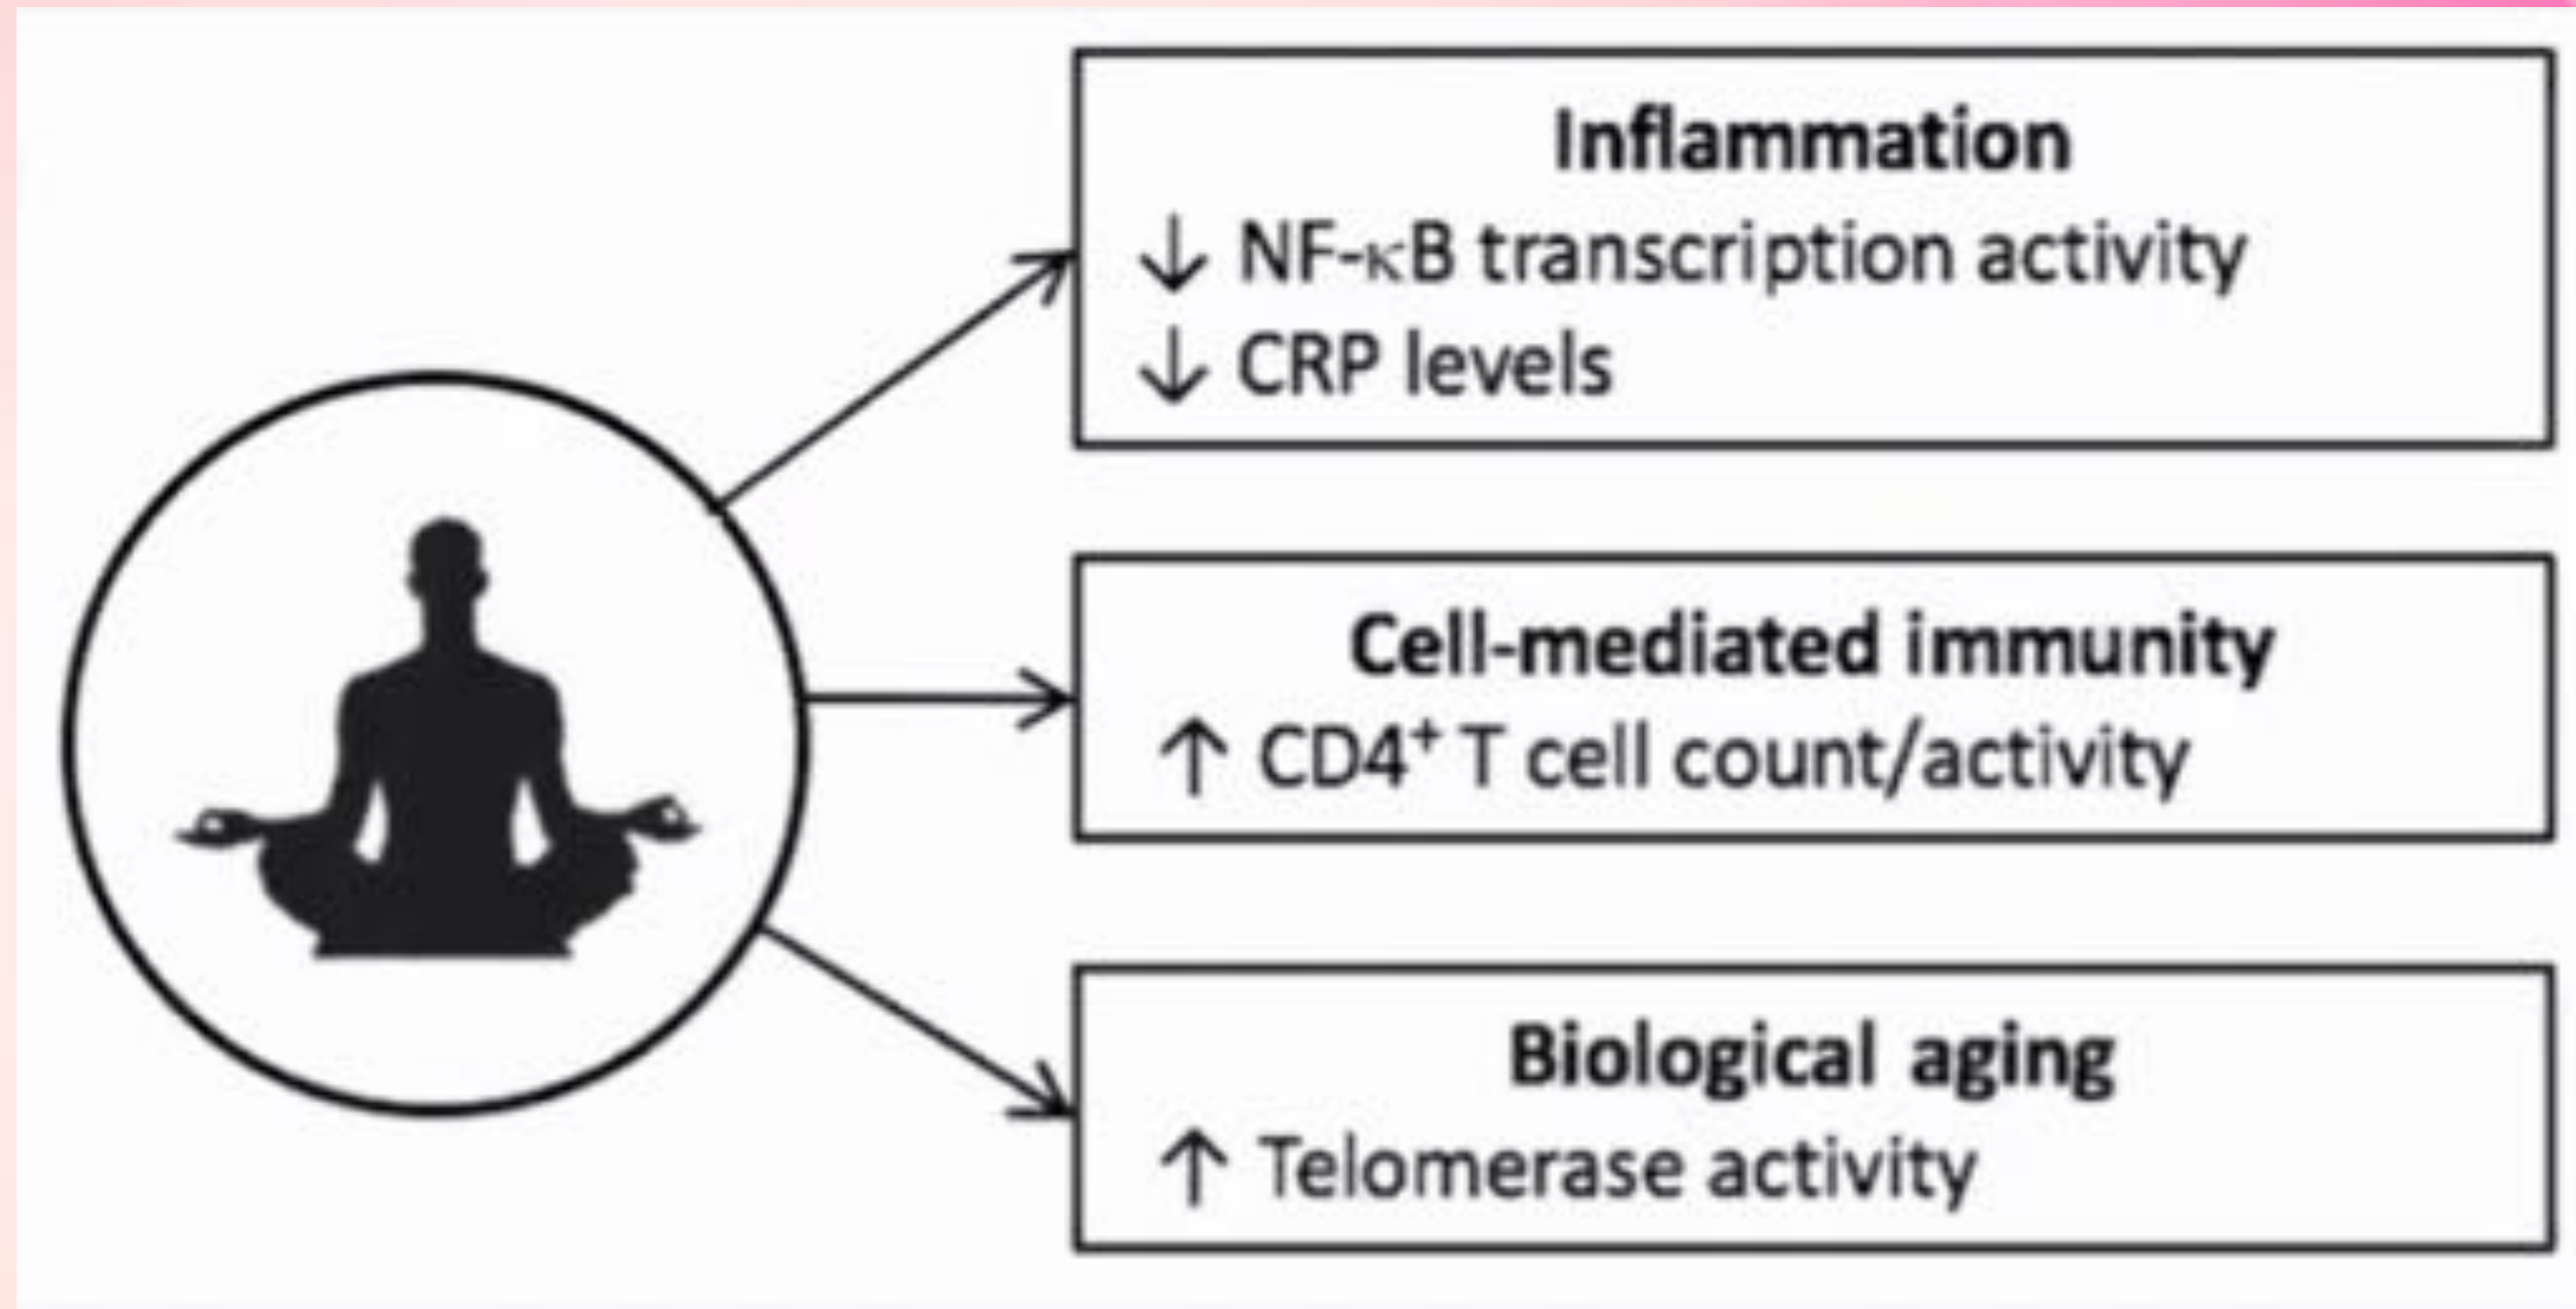 Inflammation
↓ NF-κB transcription activity
↓ CRP levels
Cell-mediated immunity
↑ CD4⁺ T cell count/activity
Biological aging
↑ Telomerase activity